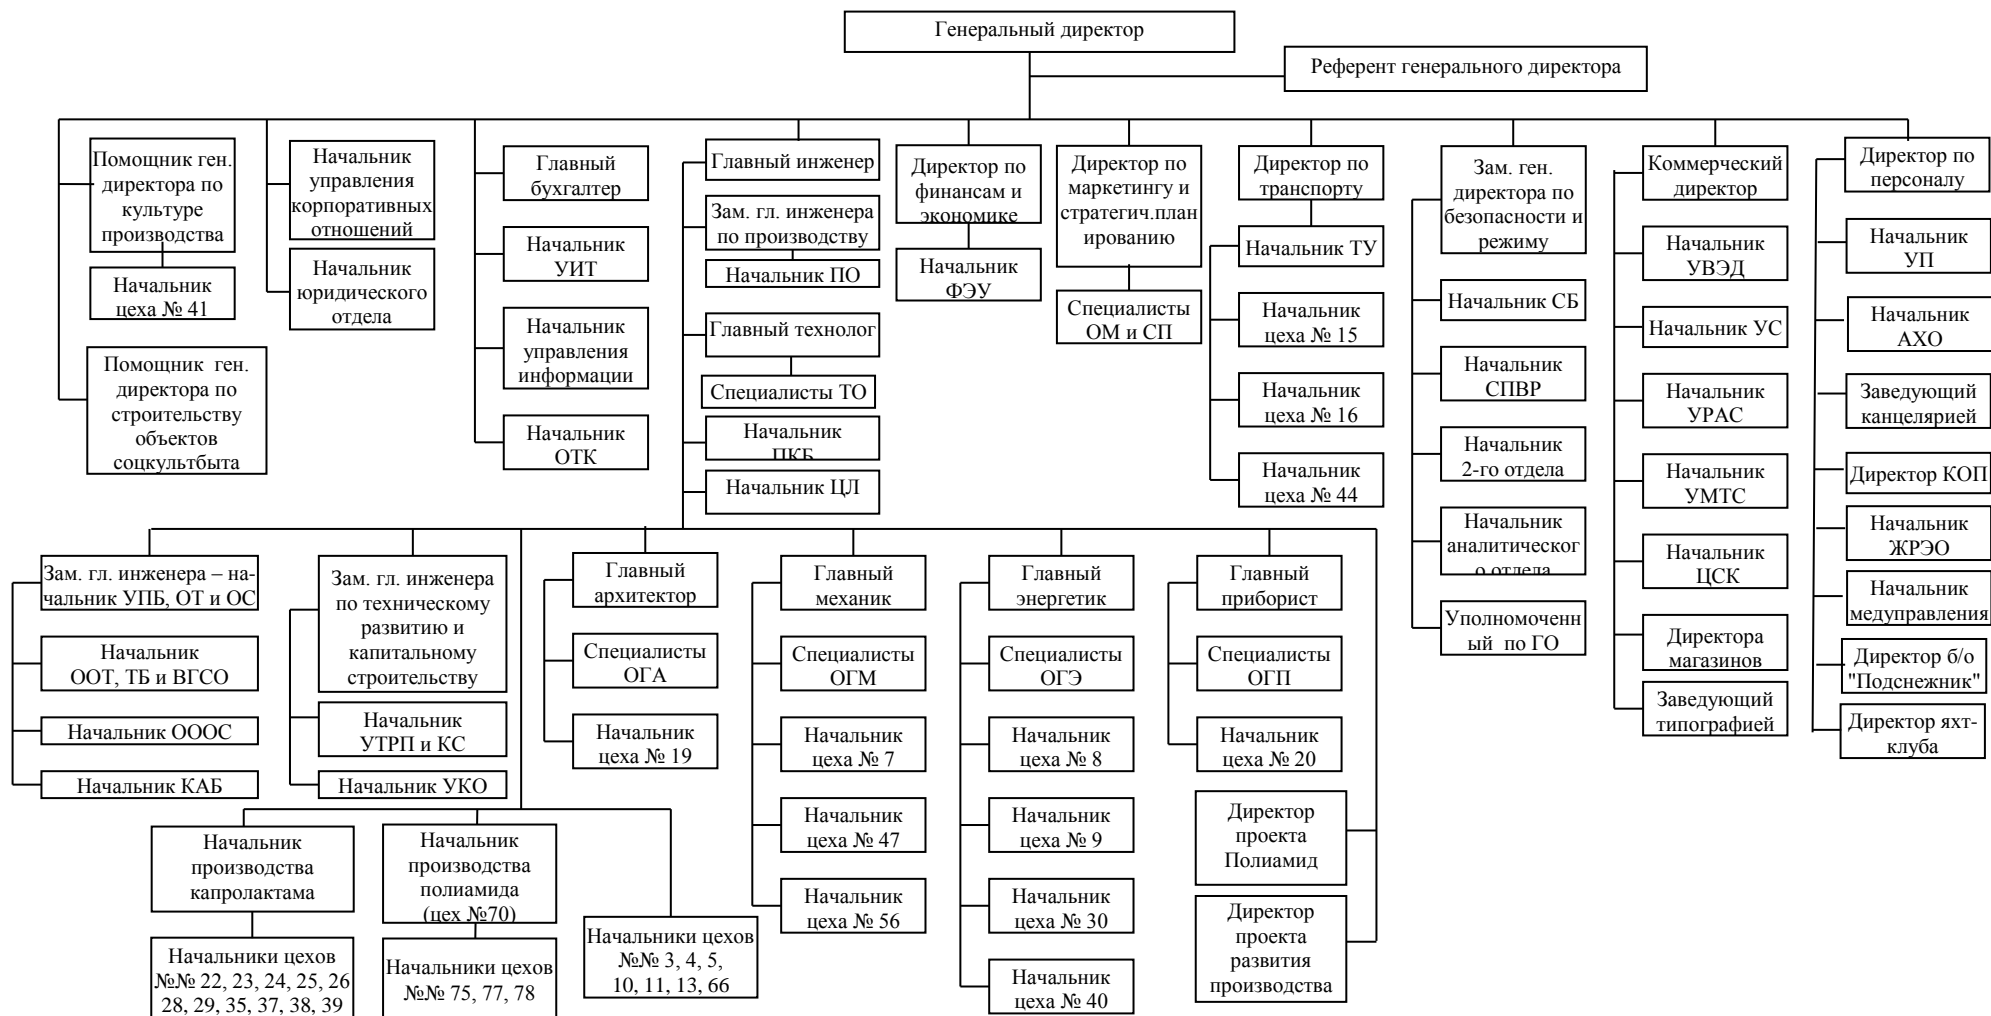 Генеральный директор
Референт генерального директора
Помощник ген.
директора по
культуре
производства
Начальник
цеха № 41
Помощник ген.
директора по
строительству
объектов
соцкультбыта
Начальник
управления
корпоративных
отношений
Начальник
юридического
отдела
Главный
бухгалтер
Начальник
УИТ
Начальник
управления
информации
Начальник
ОТК
Главный инженер
Зам. гл. инженера
по производству
Начальник ПО
Главный технолог
Специалисты ТО
Начальник
ПКБ
Начальник ЦЛ
Директор по
финансам и
экономике
Начальник
ФЭУ
Директор по
маркетингу и
стратегич.план
ированию
Специалисты
ОМ и СП
Директор по
транспорту
Начальник ТУ
Начальник
цеха № 15
Начальник
цеха № 16
Начальник
цеха № 44
Зам. ген.
директора по
безопасности и
режиму
Начальник СБ
Начальник
СПВР
Начальник
2-го отдела
Начальник
аналитическог
о отдела
Уполномоченн
ый по ГО
Коммерческий
директор
Начальник
УВЭД
Начальник УС
Начальник
УРАС
Начальник
УМТС
Начальник
ЦСК
Директора
магазинов
Заведующий
типографией
Директор по
персоналу
Начальник
УП
Начальник
АХО
Заведующий
канцелярией
Директор КОП
Начальник
ЖРЭО
Начальник
медуправления
Директор б/о
"Подснежник"
Директор яхт-
клуба
Зам. гл. инженера – на-
чальник УПБ, ОТ и ОС
Начальник
ООТ, ТБ и ВГСО
Начальник ОООС
Начальник КАБ
Зам. гл. инженера
по техническому
развитию и
капитальному
строительству
Начальник
УТРП и КС
Начальник УКО
Главный
архитектор
Специалисты
ОГА
Начальник
цеха № 19
Главный
механик
Специалисты
ОГМ
Начальник
цеха № 7
Начальник
цеха № 47
Начальник
цеха № 56
Главный
энергетик
Специалисты
ОГЭ
Начальник
цеха № 8
Начальник
цеха № 9
Начальник
цеха № 30
Начальник
цеха № 40
Главный
приборист
Специалисты
ОГП
Начальник
цеха № 20
Директор
проекта
Полиамид
Директор
проекта
развития
производства
Начальник
производства
капролактама
Начальники цехов
№№ 22, 23, 24, 25, 26
28, 29, 35, 37, 38, 39
Начальник
производства
полиамида
(цех №70)
Начальники цехов
№№ 75, 77, 78
Начальники цехов
№№ 3, 4, 5,
10, 11, 13, 66